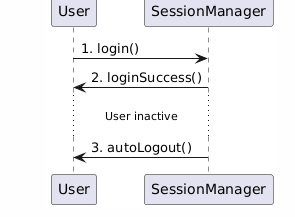 User SessionManager
1. login()
2. loginSuccess()
User inactive
3. autoLogout()
User SessionManager